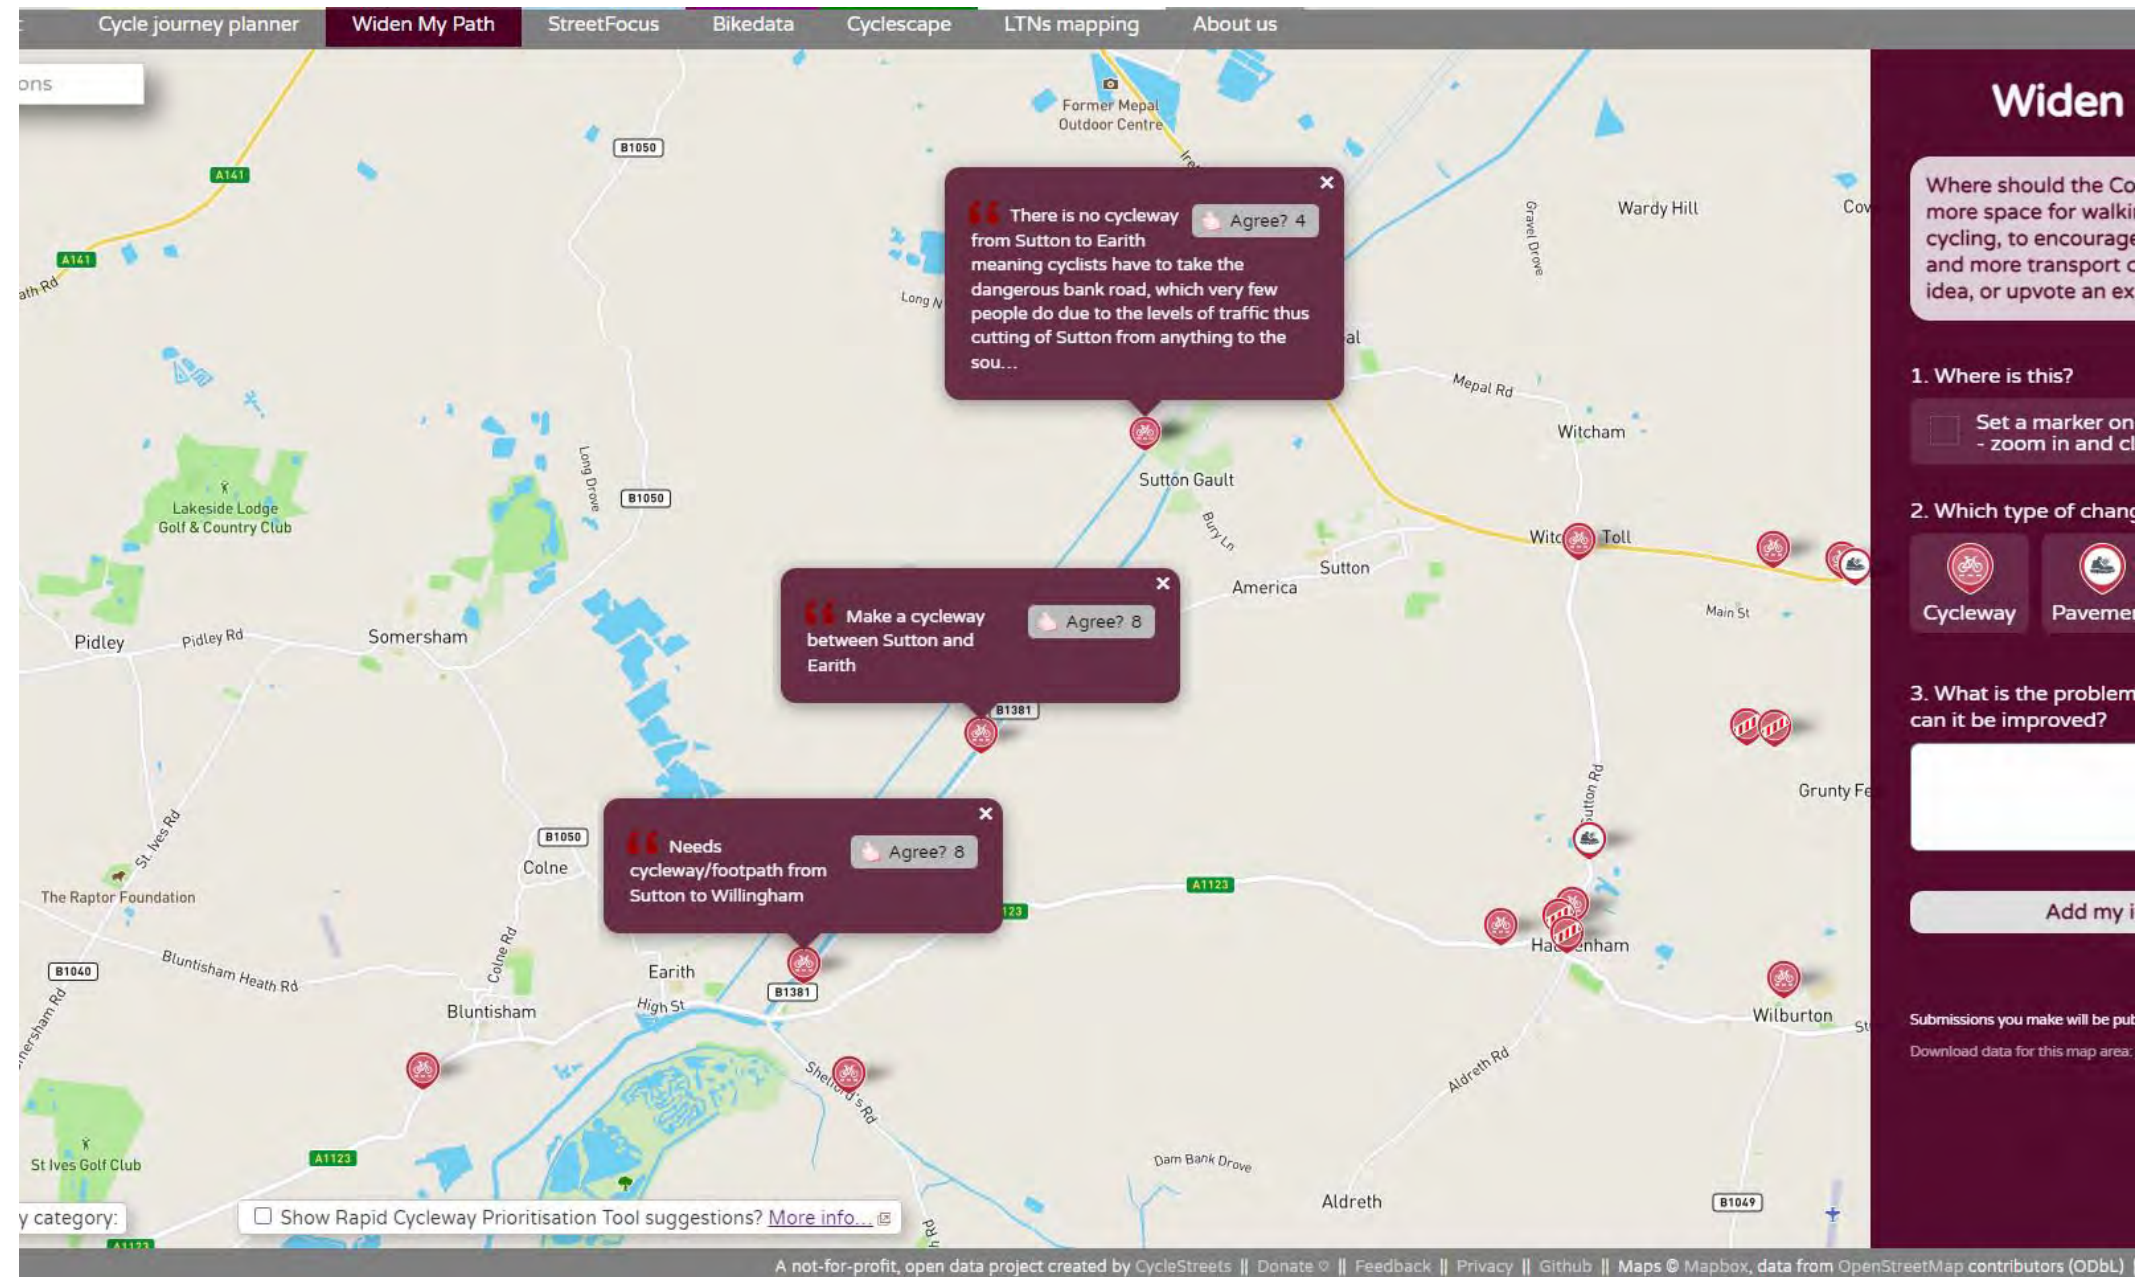 Cycle journey planner
Widen My Path
StreetFocus
Bikedata
Cyclescape
LTNs mapping
About us
ons
A141
A141
ath Rd
B1050
Former Mepal
Outdoor Centre
Wardy Hill
Gravel Drove
Cov
Long N
al
Mepal Rd
Witcham
There is no cycleway
from Sutton to Earith
meaning cyclists have to take the
dangerous bank road, which very few
people do due to the levels of traffic thus
cutting of Sutton from anything to the
sou...
Agree? 4
Long Drove
B1050
Lakeside Lodge
Golf & Country Club
Sutton Gault
Bury Ln
Witc
Toll
Sutton
America
Main St
Pidley
Pidley Rd
Somersham
Make a cycleway
between Sutton and
Earith
Agree? 8
B1381
Grunty Fe
Sutton Rd
St. Ives Rd
B1050
Colne
The Raptor Foundation
Needs
cycleway/footpath from
Sutton to Willingham
Agree? 8
A1123
123
Ha
enham
B1040
Bluntisham Heath Rd
Colne Rd
Earith
B1381
High St
Bluntisham
Wilburton
St
mersham Rd
Shelford's Rd
Aldreth Rd
St Ives Golf Club
A1123
Dam Bank Drove
Aldreth
B1049
y category:
Show Rapid Cycleway Prioritisation Tool suggestions? More info...
A1123
Widen
Where should the Co
more space for walki
cycling, to encourage
and more transport c
idea, or upvote an ex
1. Where is this?
Set a marker on
- zoom in and cl
2. Which type of chang
Cycleway
Pavemer
3. What is the problem
can it be improved?
Add my i
Submissions you make will be pub
Download data for this map area:
A not-for-profit, open data project created by CycleStreets || Donate ♡ || Feedback || Privacy || Github || Maps © Mapbox, data from OpenStreetMap contributors (ODbL) |